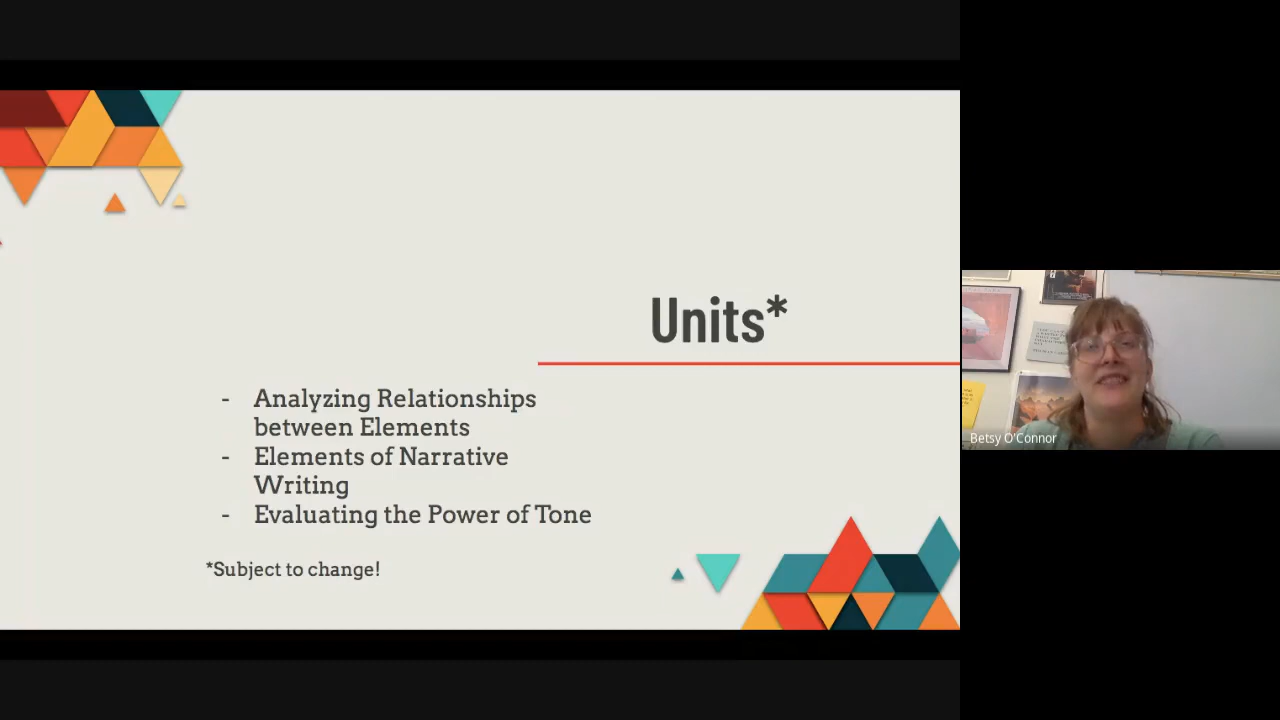 Units*
- Analyzing Relationships
between Elements
- Elements of Narrative
Writing
- Evaluating the Power of Tone
*Subject to change!
Betsy O'Connor